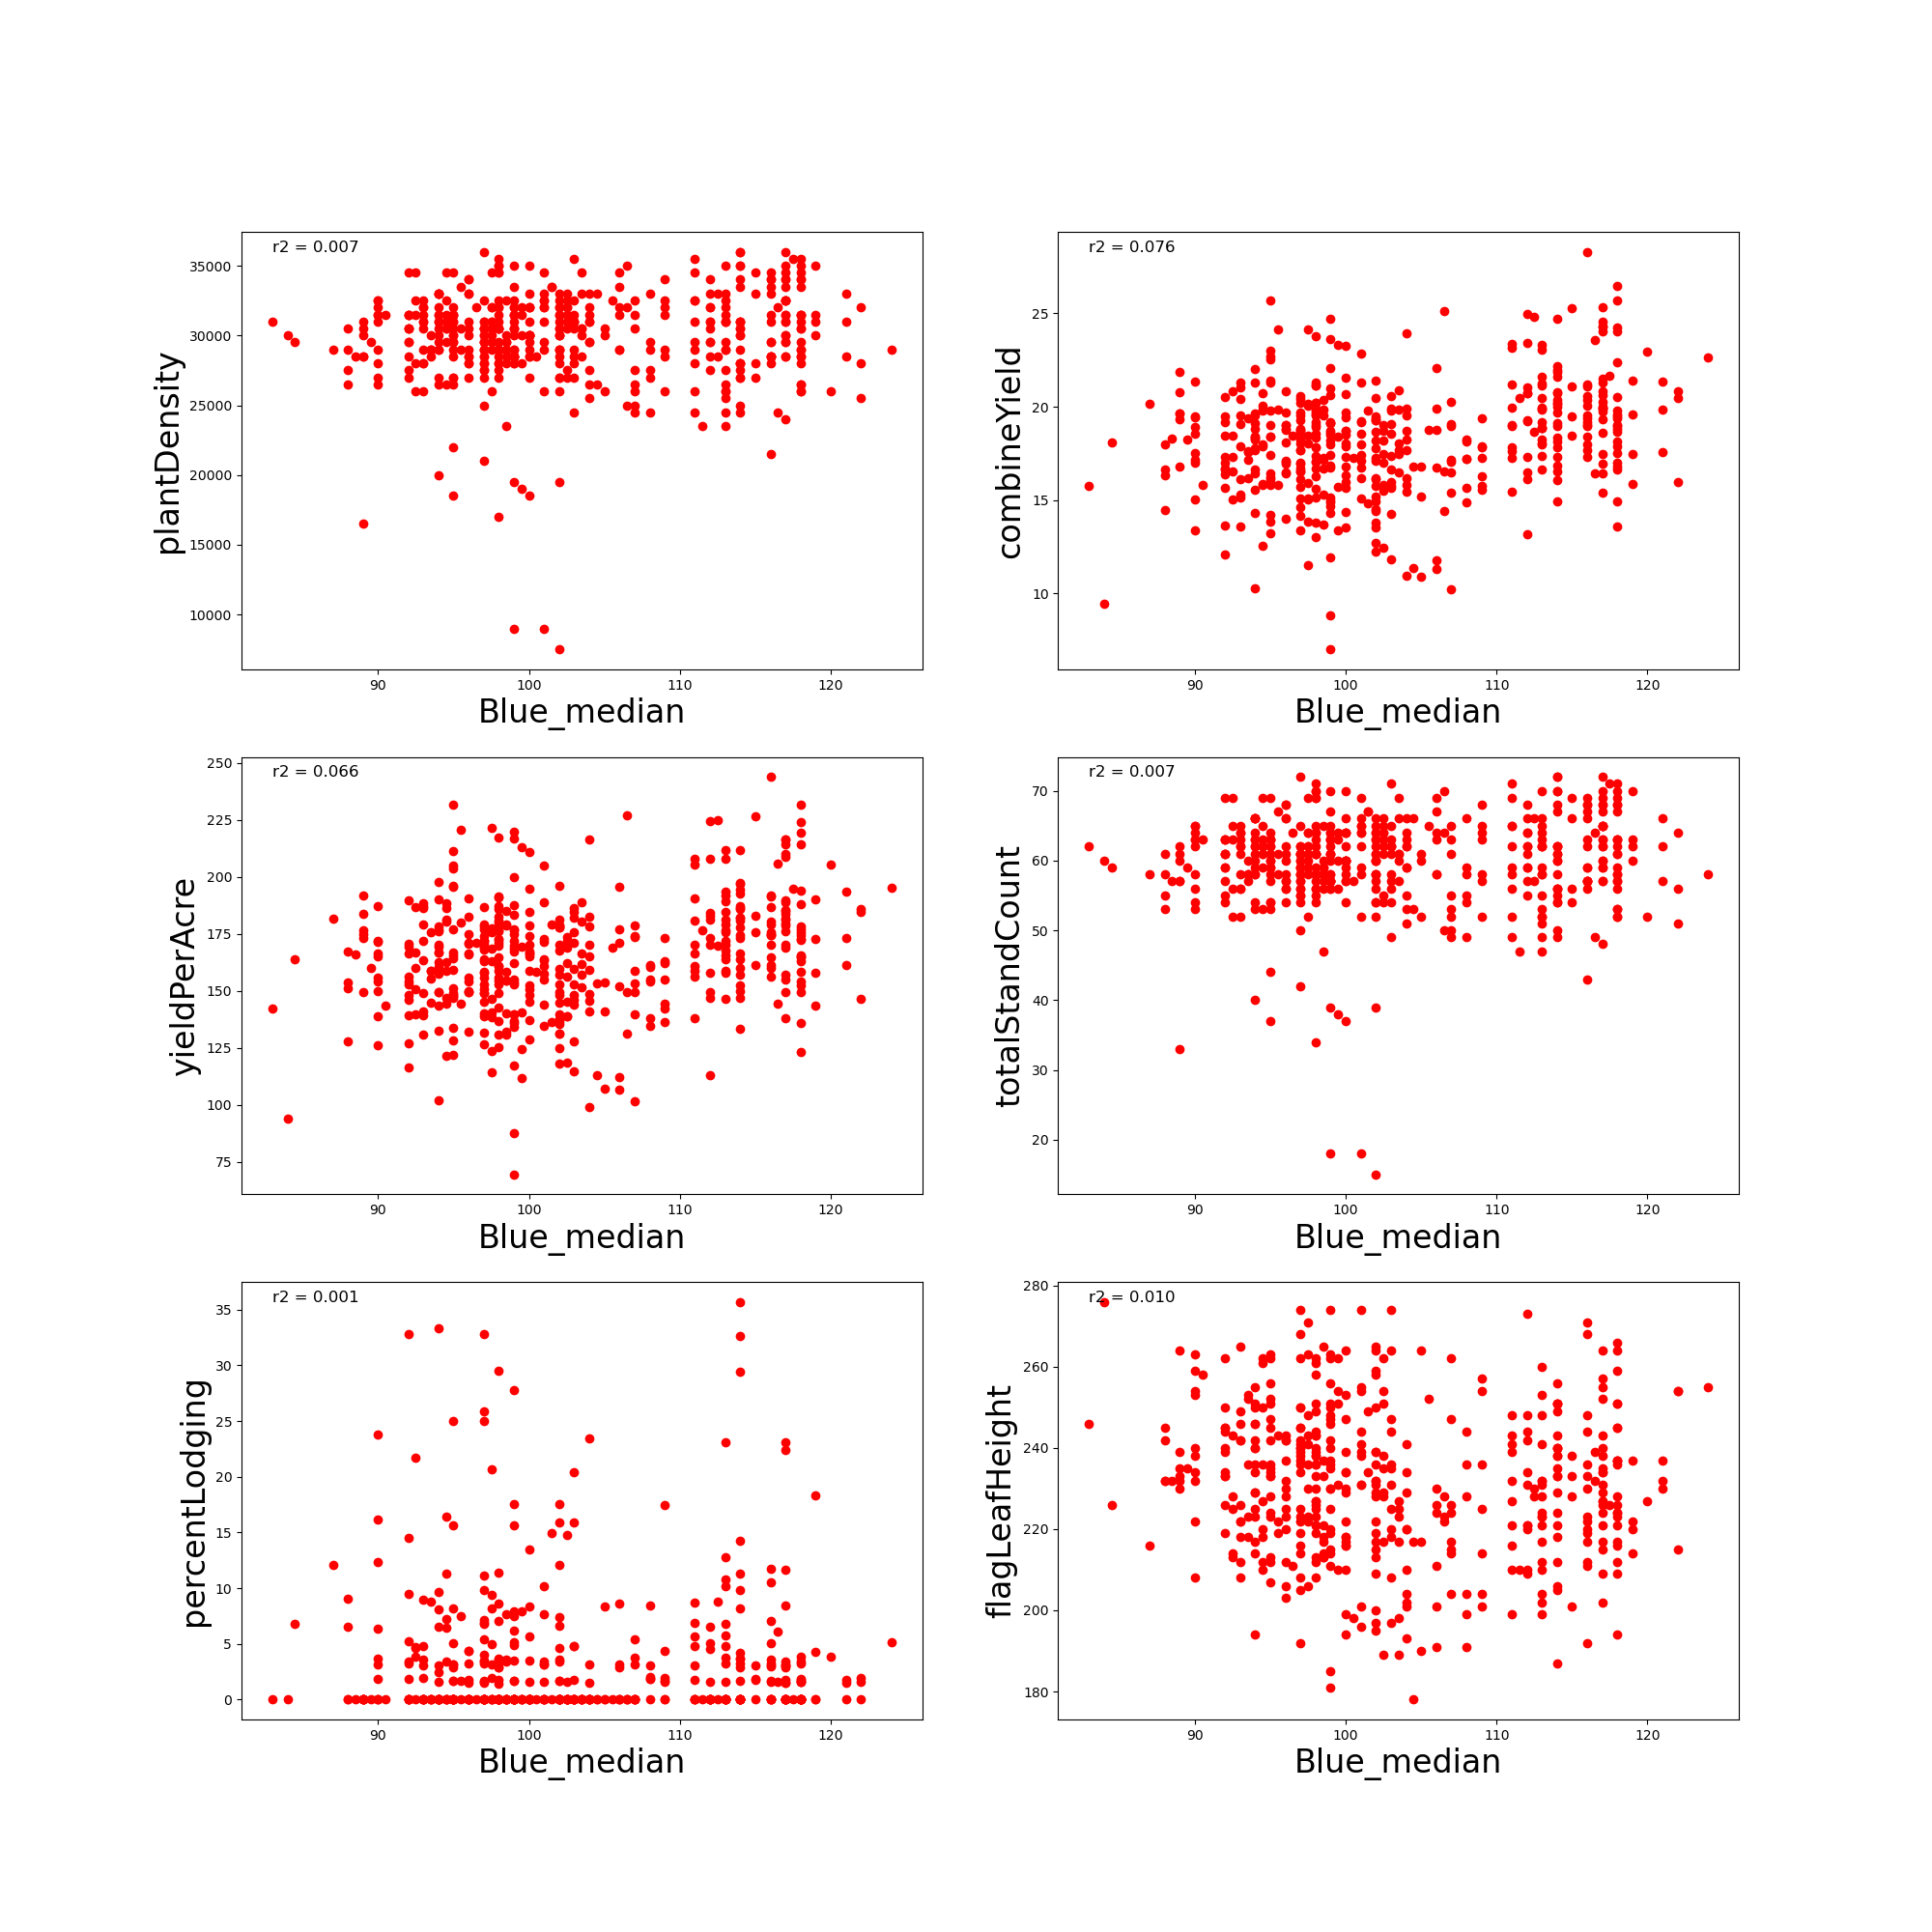 r2 = 0.007
plantDensity
35000
30000
25000
20000
15000
10000
90 100 110 120
Blue_median
r2 = 0.076
combineYield
25
20
15
10
90 100 110 120
Blue_median
r2 = 0.066
yieldPerAcre
250
225
200
175
150
125
100
75
90 100 110 120
Blue_median
r2 = 0.007
totalStandCount
70
60
50
40
30
20
90 100 110 120
Blue_median
r2 = 0.001
percentLodging
35
30
25
20
15
10
5
0
90 100 110 120
Blue_median
r2 = 0.010
flagLeafHeight
280
260
240
220
200
180
90 100 110 120
Blue_median